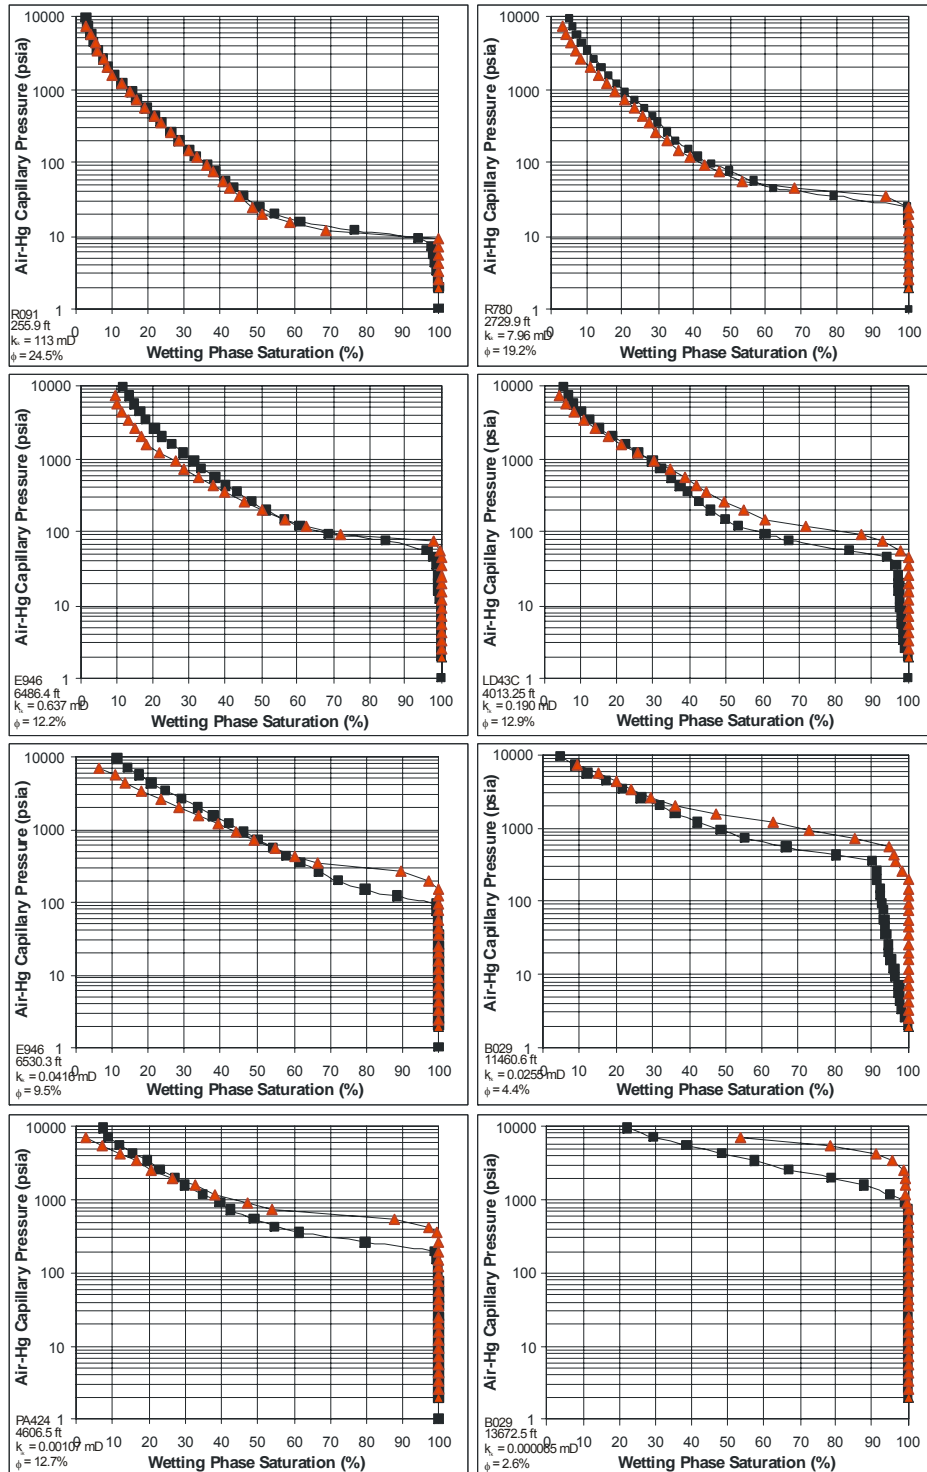 Air-Hg Capillary Pressure (psia)
10000
1000
100
10
1
0 10 20 30 40 50 60 70 80 90 100
Wetting Phase Saturation (%)
R091
255.9 ft
k = 113 mD
ϕ = 24.5%
Air-Hg Capillary Pressure (psia)
10000
1000
100
10
1
0 10 20 30 40 50 60 70 80 90 100
Wetting Phase Saturation (%)
R780
2729.9 ft
k = 7.96 mD
ϕ = 19.2%
Air-Hg Capillary Pressure (psia)
10000
1000
100
10
1
0 10 20 30 40 50 60 70 80 90 100
Wetting Phase Saturation (%)
E946
6486.4 ft
k = 0.637 mD
ϕ = 12.2%
Air-Hg Capillary Pressure (psia)
10000
1000
100
10
1
0 10 20 30 40 50 60 70 80 90 100
Wetting Phase Saturation (%)
LD43C
4013.25 ft
k = 0.190 mD
ϕ = 12.9%
Air-Hg Capillary Pressure (psia)
10000
1000
100
10
1
0 10 20 30 40 50 60 70 80 90 100
Wetting Phase Saturation (%)
E946
6530.3 ft
k = 0.0416 mD
ϕ = 9.5%
Air-Hg Capillary Pressure (psia)
10000
1000
100
10
1
0 10 20 30 40 50 60 70 80 90 100
Wetting Phase Saturation (%)
B029
11460.6 ft
k = 0.0255 mD
ϕ = 4.4%
Air-Hg Capillary Pressure (psia)
10000
1000
100
10
1
0 10 20 30 40 50 60 70 80 90 100
Wetting Phase Saturation (%)
PA424
4606.5 ft
k = 0.00107 mD
ϕ = 12.7%
Air-Hg Capillary Pressure (psia)
10000
1000
100
10
1
0 10 20 30 40 50 60 70 80 90 100
Wetting Phase Saturation (%)
B029
13672.5 ft
k = 0.000065 mD
ϕ = 2.6%